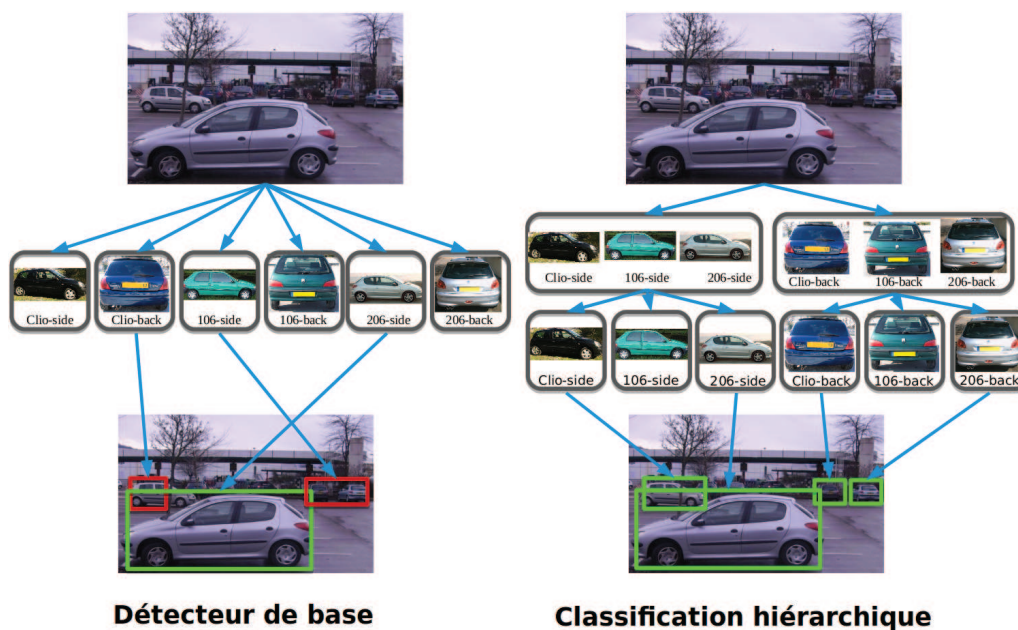 Clio-side Clio-back 106-side 106-back 206-side 206-back
Clio-side 106-side 206-side
Clio-back 106-back 206-back
Clio-side 106-side 206-side Clio-back 106-back 206-back
Détecteur de base
Classification hiérarchique